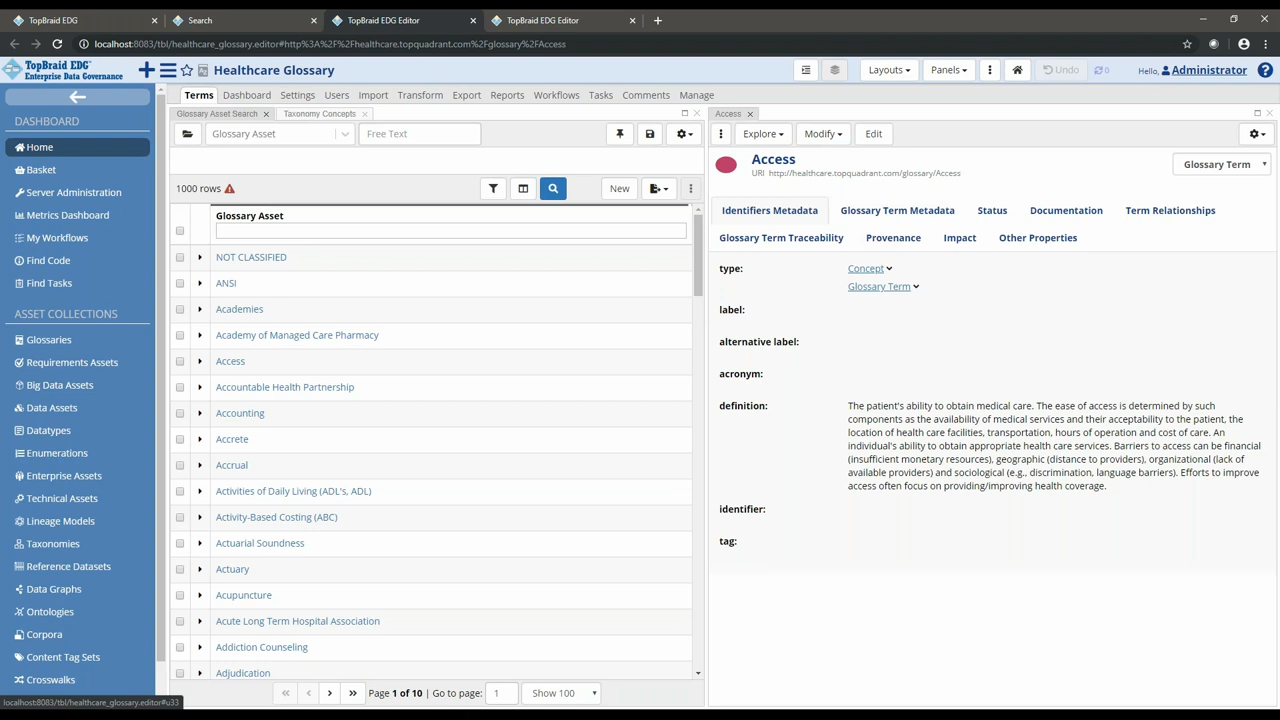 TopBraid EDG
Search
TopBraid EDG Editor
TopBraid EDG Editor
localhost:8083/tbl/healthcare_glossary.editor#http%3A%2F%2Fhealthcare.topquadrant.com%2Fglossary%2FAccess
TopBraid EDG
Enterprise Data Governance
Healthcare Glossary
Layouts
Panels
Undo
0
Hello, Administrator
Terms Dashboard Settings Users Import Transform Export Reports Workflows Tasks Comments Manage
DASHBOARD
Home
Basket
Server Administration
Metrics Dashboard
My Workflows
Find Code
Find Tasks
ASSET COLLECTIONS
Glossaries
Requirements Assets
Big Data Assets
Data Assets
Datatypes
Enumerations
Enterprise Assets
Technical Assets
Lineage Models
Taxonomies
Reference Datasets
Data Graphs
Ontologies
Corpora
Content Tag Sets
Crosswalks
localhost:8083/tbl/healthcare_glossary.editor#u33
Glossary Asset Search
Taxonomy Concepts
Glossary Asset
Free Text
1000 rows
New
Glossary Asset
NOT CLASSIFIED
ANSI
Academies
Academy of Managed Care Pharmacy
Access
Accountable Health Partnership
Accounting
Accrete
Accrual
Activities of Daily Living (ADL's, ADL)
Activity-Based Costing (ABC)
Actuarial Soundness
Actuary
Acupuncture
Acute Long Term Hospital Association
Addiction Counseling
Adjudication
Page 1 of 10 | Go to page: 1
Show 100
Access
Explore
Modify
Edit
Access
URI http://healthcare.topquadrant.com/glossary/Access
Glossary Term
Identifiers Metadata Glossary Term Metadata Status Documentation Term Relationships
Glossary Term Traceability Provenance Impact Other Properties
type: Concept
Glossary Term
label:
alternative label:
acronym:
definition: The patient's ability to obtain medical care. The ease of access is determined by such
components as the availability of medical services and their acceptability to the patient, the
location of health care facilities, transportation, hours of operation and cost of care. An
individual's ability to obtain appropriate health care services. Barriers to access can be financial
(insufficient monetary resources), geographic (distance to providers), organizational (lack of
available providers) and sociological (e.g., discrimination, language barriers). Efforts to improve
access often focus on providing/improving health coverage.
identifier:
tag: